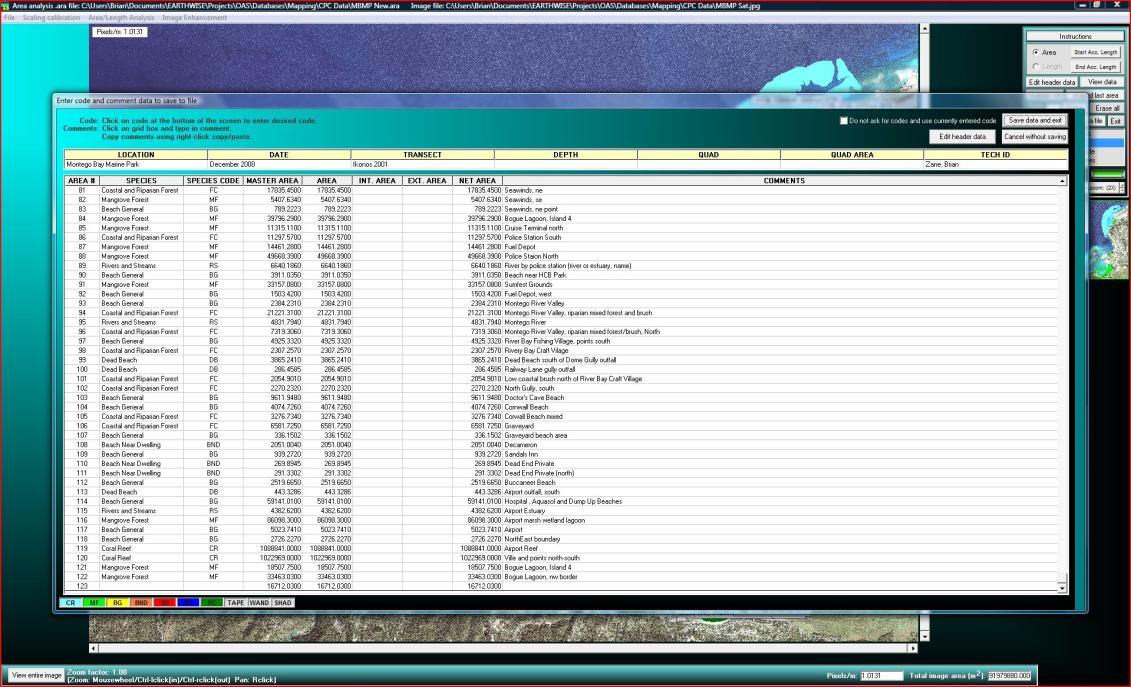 Area analysis .ara file: C:\Users\Brian\Documents\EARTHWISE\Projects\OAS\Databases\Mapping\CPC Data\MBMP New.ara Image file: C:\Users\Brian\Documents\EARTHWISE\Projects\OAS\Databases\Mapping\CPC Data\MBMP Sat.jpg
File Scaling calibration Area/Length Analysis Image Enhancement
Pixels/m: 1.0131
Instructions
Area Start Acc. Length
Length End Acc. Length
Edit header data View data
d last area
Erase all
a file Exit
Zoom: (2X)
Enter code and comment data to save to file
Code: Click on code at the bottom of the screen to enter desired code.
Comments: Click on grid box and type in comment.
Copy comments using right-click copy/paste.
Do not ask for codes and use currently entered code Save data and exit
Edit header data Cancel without saving
LOCATION DATE TRANSECT DEPTH QUAD QUAD AREA TECH ID
Montego Bay Marine Park December 2008 Ikonos 2001 Zane, Brian
AREA # SPECIES SPECIES CODE MASTER AREA AREA INT. AREA EXT. AREA NET AREA COMMENTS
81 Coastal and Riparian Forest FC 17835.4500 17835.4500 17835.4500 Seawinds, ne
82 Mangrove Forest MF 5407.6340 5407.6340 5407.6340 Seawinds, se
83 Beach General BG 789.2223 789.2223 789.2223 Seawinds, ne point
84 Mangrove Forest MF 39796.2900 39796.2900 39796.2900 Bogue Lagoon, Island 4
85 Mangrove Forest MF 11315.1100 11315.1100 11315.1100 Cruise Terminal north
86 Coastal and Riparian Forest FC 11297.5700 11297.5700 11297.5700 Police Station South
87 Mangrove Forest MF 14461.2800 14461.2800 14461.2800 Fuel Depot
88 Mangrove Forest MF 49668.3900 49668.3900 49668.3900 Police Staion North
89 Rivers and Streams RS 6640.1860 6640.1860 6640.1860 River by police station (river or estuary, name)
90 Beach General BG 3911.0350 3911.0350 3911.0350 Beach near HCB Park
91 Mangrove Forest MF 33157.0800 33157.0800 33157.0800 Sumfest Grounds
92 Beach General BG 1503.4200 1503.4200 1503.4200 Fuel Depot, west
93 Beach General BG 2384.2310 2384.2310 2384.2310 Montego River Valley
94 Coastal and Riparian Forest FC 21221.3100 21221.3100 21221.3100 Montego River Valley, riparian mixed forest and brush
95 Rivers and Streams RS 4831.7940 4831.7940 4831.7940 Montego River
96 Coastal and Riparian Forest FC 7319.3060 7319.3060 7319.3060 Montego River Valley, riparian mixed forest/brush, North
97 Beach General BG 4925.3320 4925.3320 4925.3320 River Bay Fishing Village, points south
98 Coastal and Riparian Forest FC 2307.2570 2307.2570 2307.2570 Rivery Bay Craft Vilage
99 Dead Beach DB 3865.2410 3865.2410 3865.2410 Dead Beach south of Dome Gully outfall
100 Dead Beach DB 286.4585 286.4585 286.4585 Railway Lane gully outfall
101 Coastal and Riparian Forest FC 2054.9010 2054.9010 2054.9010 Low coastal brush north of River Bay Craft Village
102 Coastal and Riparian Forest FC 2270.2320 2270.2320 2270.2320 North Gully, south
103 Beach General BG 9611.9480 9611.9480 9611.9480 Doctor's Cave Beach
104 Beach General BG 4074.7260 4074.7260 4074.7260 Cornwall Beach
105 Coastal and Riparian Forest FC 3276.7340 3276.7340 3276.7340 Conwall Beach mixed
106 Coastal and Riparian Forest FC 6581.7250 6581.7250 6581.7250 Graveyard
107 Beach General BG 336.1502 336.1502 336.1502 Graveyard beach area
108 Beach Near Dwelling BND 2051.0040 2051.0040 2051.0040 Decameron
109 Beach General BG 939.2720 939.2720 939.2720 Sandals Inn
110 Beach Near Dwelling BND 269.8945 269.8945 269.8945 Dead End Private
111 Beach Near Dwelling BND 291.3302 291.3302 291.3302 Dead End Private (north)
112 Beach General BG 2519.6650 2519.6650 2519.6650 Buccaneer Beach
113 Dead Beach DB 443.3286 443.3286 443.3286 Airport outfall, south
114 Beach General BG 59141.0100 59141.0100 59141.0100 Hospital , Aquasol and Dump Up Beaches
115 Rivers and Streams RS 4382.6200 4382.6200 4382.6200 Airport Estuary
116 Mangrove Forest MF 86098.3000 86098.3000 86098.3000 Airport marsh wetland lagoon
117 Beach General BG 5023.7410 5023.7410 5023.7410 Airport
118 Beach General BG 2726.2270 2726.2270 2726.2270 NorthEast boundary
119 Coral Reef CR 1088841.0000 1088841.0000 1088841.0000 Airport Reef
120 Coral Reef CR 1022969.0000 1022969.0000 1022969.0000 Ville and points north-south
121 Mangrove Forest MF 18507.7500 18507.7500 18507.7500 Bogue Lagoon, Island 4
122 Mangrove Forest MF 33463.0300 33463.0300 33463.0300 Bogue Lagoon, nw border
123 16712.0300 16712.0300 16712.0300
CR MF BG BND DB FC TAPE WAND SHAD
View entire image Zoom factor: 1.00
(Zoom: Mousewheel/Ctrl-lclick(in)/Ctrl-rclick(out) Pan: Rclick)
Pixels/m: 1.0131 Total image area (m²): 91979880.000